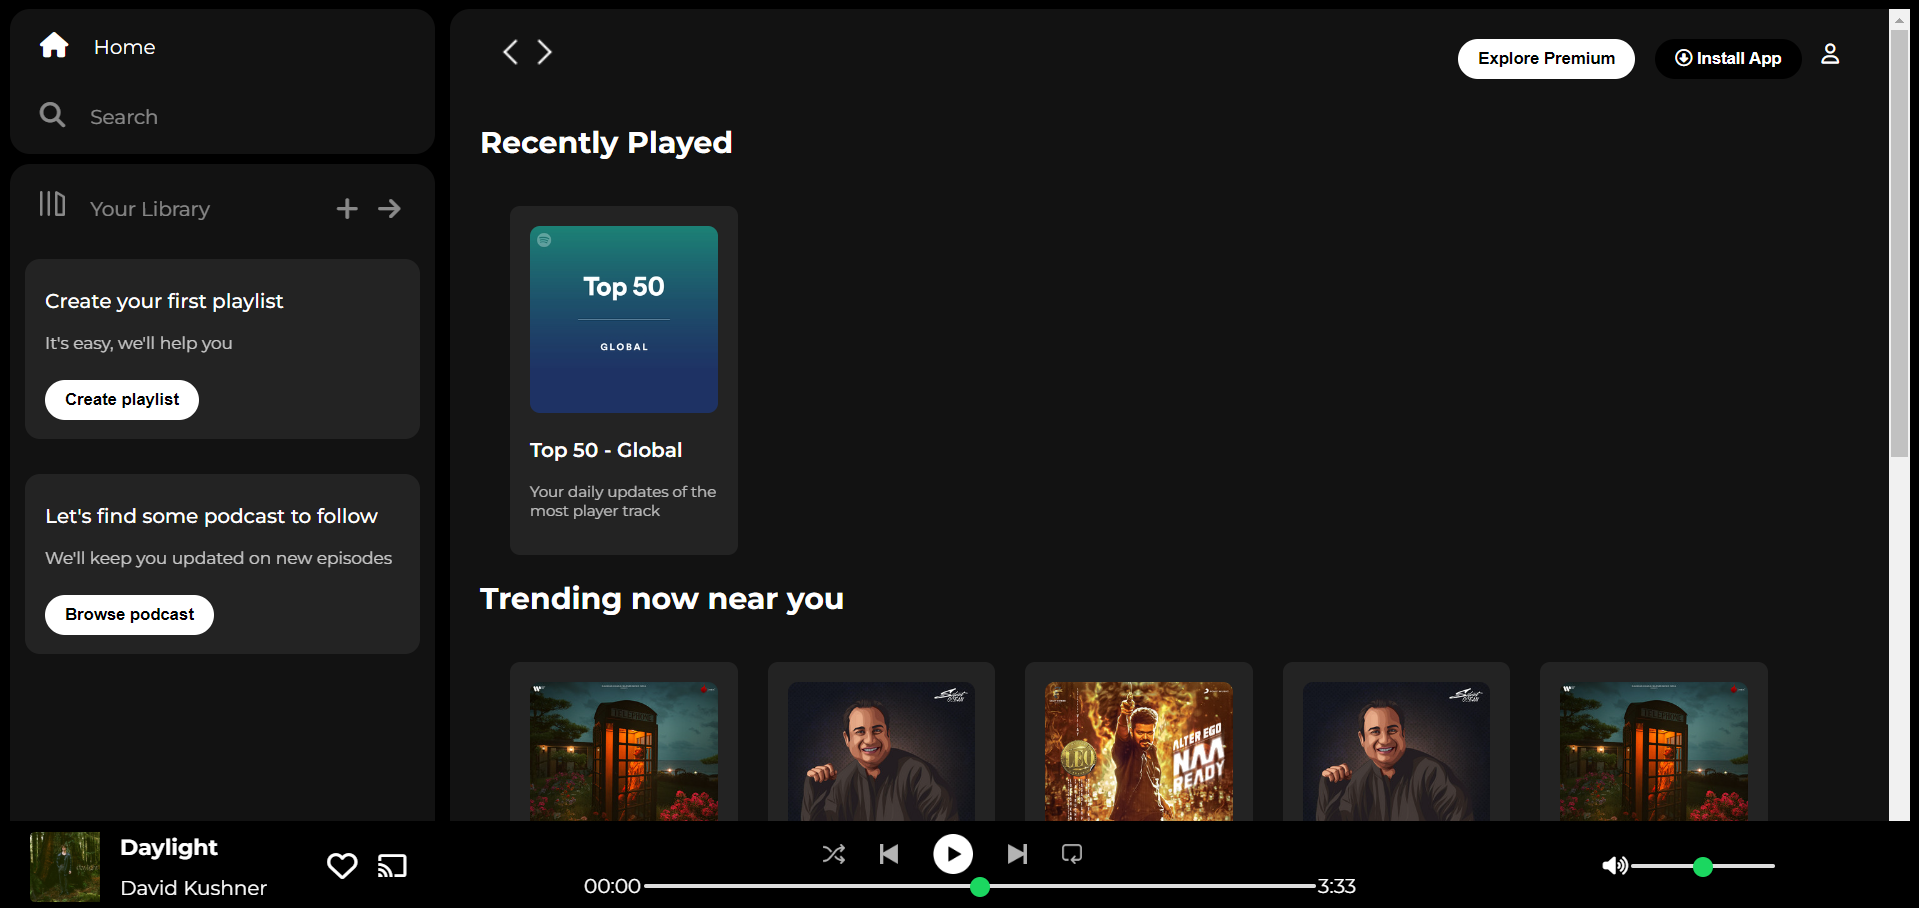 Home
Search
Your Library
Create your first playlist
It's easy, we'll help you
Create playlist
Let's find some podcast to follow
We'll keep you updated on new episodes
Browse podcast
Explore Premium
Install App
Recently Played
Top 50
GLOBAL
Top 50 - Global
Your daily updates of the
most player track
Trending now near you
TELEPHONE
LEO
ALTER EGO
NAA
READY
TELEPHONE
Daylight
David Kushner
00:00
3:33